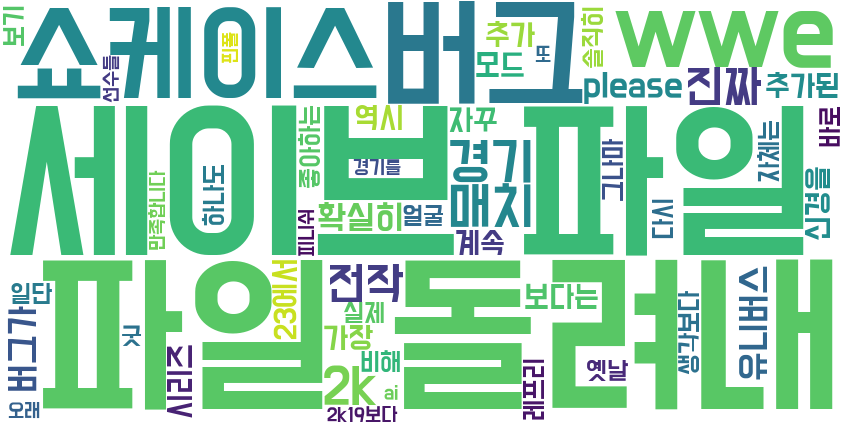 쇼케이스
버그
wwe
보기
선수들
핀폴
추가
또
모드
솔직히
please
진짜
추가된
바로
세이브
파일
만족합니다
하나도
좋아하는
역시
자꾸
경기를
경기
매치
그나마
자체는
신경을
다시
피니쉬
확실히
얼굴
계속
파일
돌려내
일단
버그가
오래
굿
시리즈
23에서
전작
실제
가장
비해
2k
ai
2k19보다
보다는
레프리
옛날
생각보다
유니버스